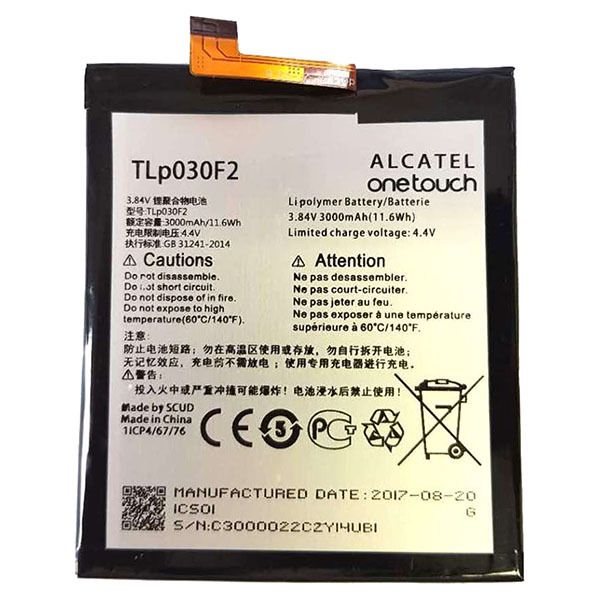 TLp030F2
ALCATEL
onetouch
3.84V 锂聚合物电池
型号:TLp030F2
额定容量:3000mAh/11.6Wh
充电限制电压:4.4V
执行标准:GB 31241-2014
Li polymer Battery/Batterie
3.84V 3000mAh(11.6Wh)
Limited charge voltage: 4.4V
Cautions
Do not disassemble.
Do not short circuit.
Do not dispose of in fire.
Do not expose to high
temperature(60°C/140°F).
Attention
Ne pas desassembler.
Ne pas court-circuiter.
Ne pas jeter au feu.
Ne pas exposer à une température
supérieure à 60°C(140°F).
注意:
防止电池短路; 勿在高温区使用或存放, 勿自行拆开电池;
无记忆效应, 充电前不需放电; 使用专用充电器进行充电。
警告:
投入火中或严重冲撞可能爆炸! 电池浸水后禁止使用!
Made by SCUD
Made in China
1ICP4/67/76
CE
PCT
Li-ion
MANUFACTURED DATE:2017-08-20
ICS01 G
S/N:C3000022C2Y14UB1